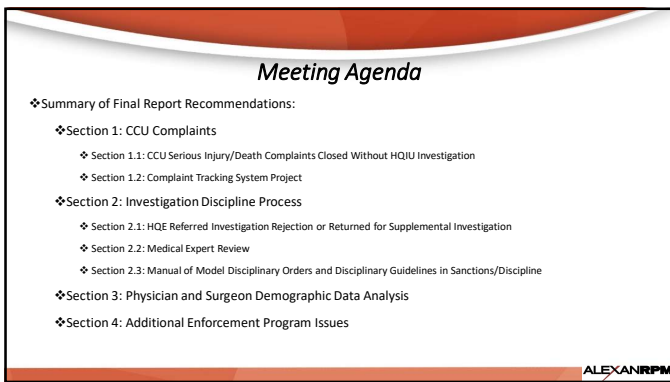 Meeting Agenda
❖Summary of Final Report Recommendations:
❖Section 1: CCU Complaints
❖ Section 1.1: CCU Serious Injury/Death Complaints Closed Without HQIU Investigation
❖ Section 1.2: Complaint Tracking System Project
❖Section 2: Investigation Discipline Process
❖ Section 2.1: HQE Referred Investigation Rejection or Returned for Supplemental Investigation
❖ Section 2.2: Medical Expert Review
❖ Section 2.3: Manual of Model Disciplinary Orders and Disciplinary Guidelines in Sanctions/Discipline
❖Section 3: Physician and Surgeon Demographic Data Analysis
❖Section 4: Additional Enforcement Program Issues
ALEXANRPM